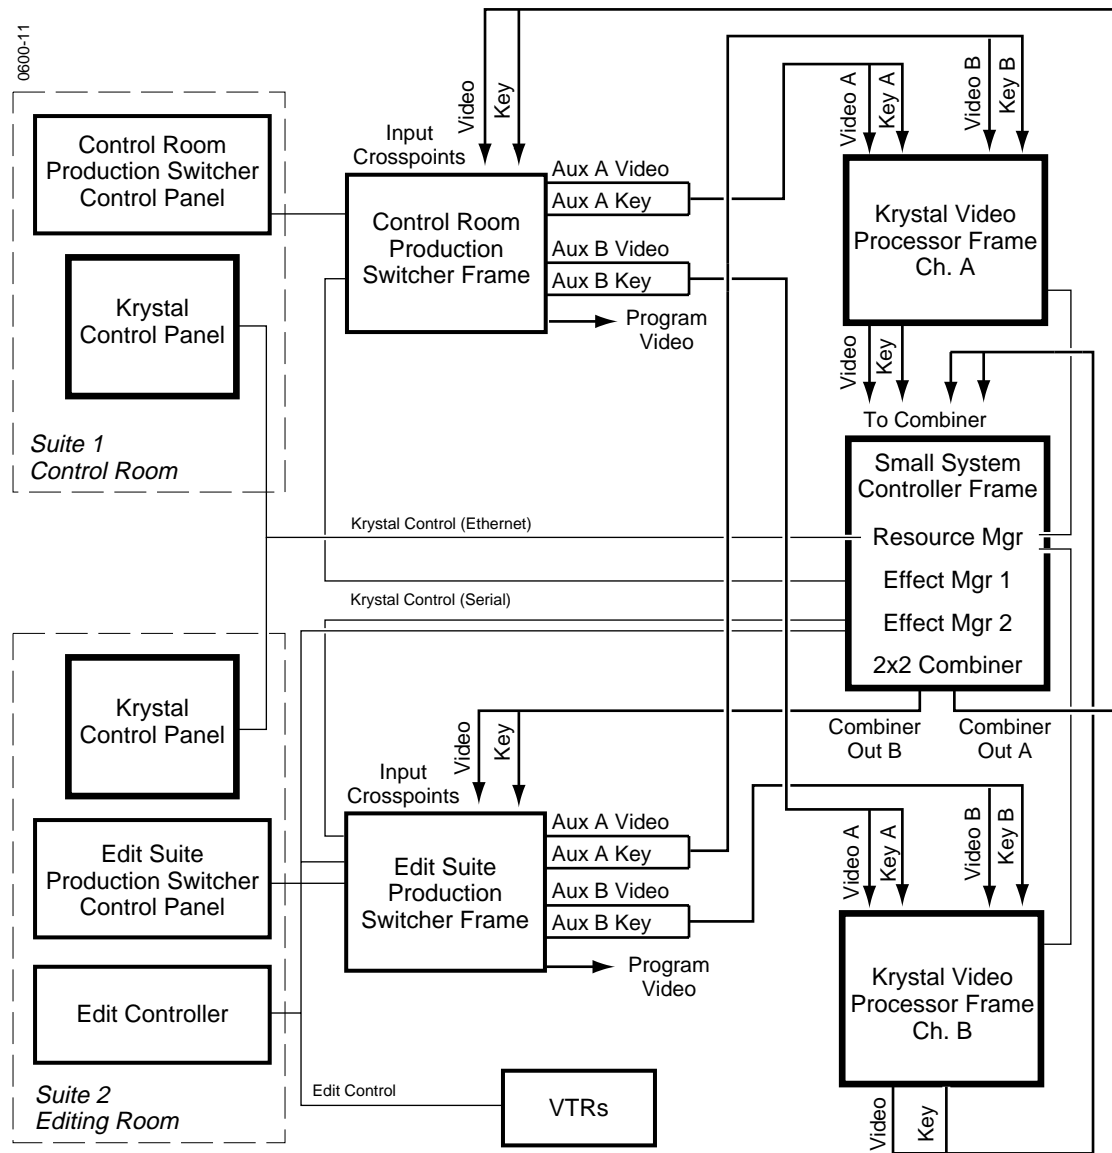 0600-11
Control Room
Production Switcher
Control Panel
Krystal
Control Panel
Suite 1
Control Room
Video
Key
Input
Crosspoints
Control Room
Production
Switcher Frame
Aux A Video
Aux A Key
Aux B Video
Aux B Key
Program
Video
Video A
Key A
Video B
Key B
Krystal Video
Processor Frame
Ch. A
Video
Key
To Combiner
Small System
Controller Frame
Resource Mgr
Effect Mgr 1
Effect Mgr 2
2x2 Combiner
Krystal Control (Ethernet)
Krystal Control (Serial)
Combiner
Out B
Combiner
Out A
Krystal
Control Panel
Edit Suite
Production Switcher
Control Panel
Edit Controller
Suite 2
Editing Room
Video
Key
Input
Crosspoints
Edit Suite
Production
Switcher Frame
Aux A Video
Aux A Key
Aux B Video
Aux B Key
Program
Video
Edit Control
VTRs
Video A
Key A
Video B
Key B
Krystal Video
Processor Frame
Ch. B
Video
Key